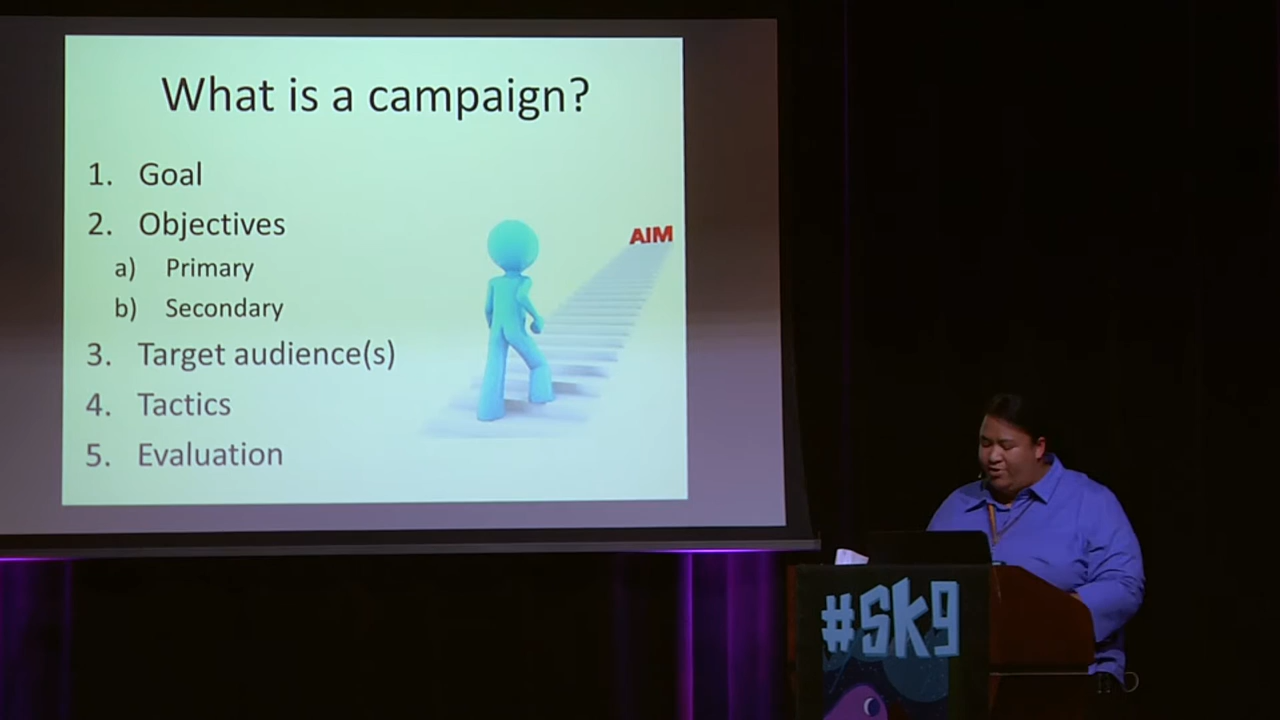 What is a campaign?
1. Goal
2. Objectives
a) Primary
b) Secondary
3. Target audience(s)
4. Tactics
5. Evaluation
AIM
#SK9